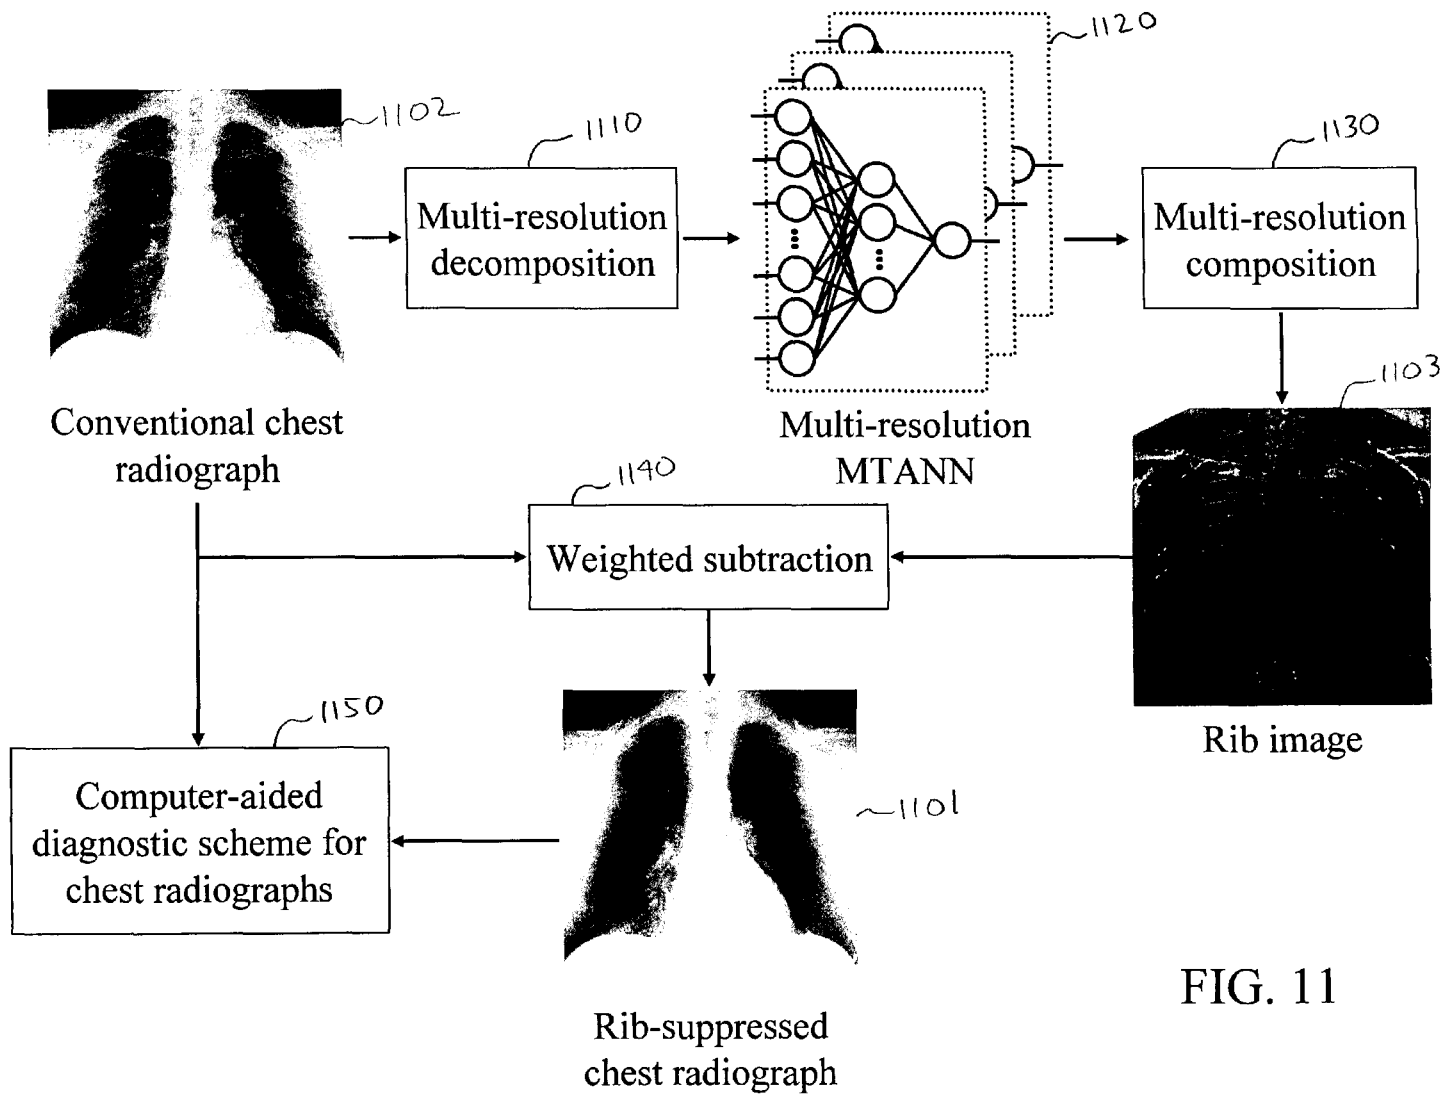 1120
1102
1110
1130
Multi-resolution
decomposition
Multi-resolution
composition
1103
Conventional chest
radiograph
Multi-resolution
MTANN
1140
Weighted subtraction
1150
Rib image
Computer-aided
diagnostic scheme for
chest radiographs
1101
FIG. 11
Rib-suppressed
chest radiograph